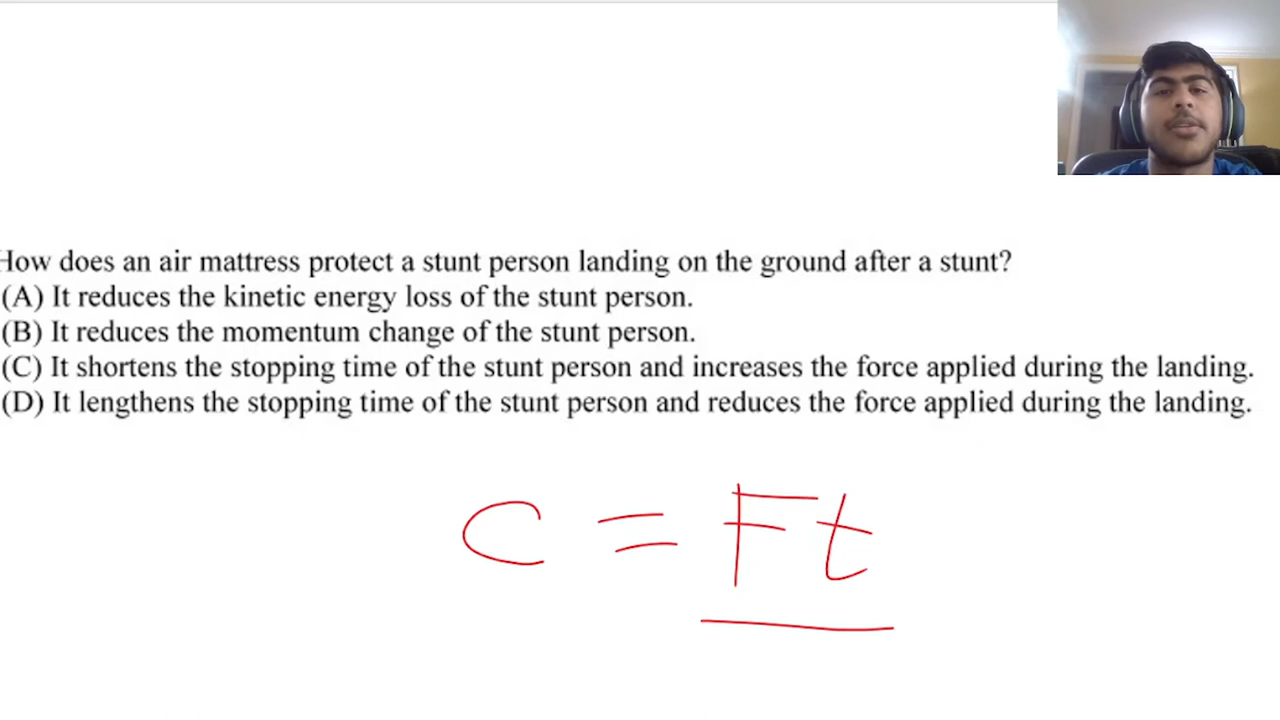 How does an air mattress protect a stunt person landing on the ground after a stunt?
(A) It reduces the kinetic energy loss of the stunt person.
(B) It reduces the momentum change of the stunt person.
(C) It shortens the stopping time of the stunt person and increases the force applied during the landing.
(D) It lengthens the stopping time of the stunt person and reduces the force applied during the landing.
C = Ft